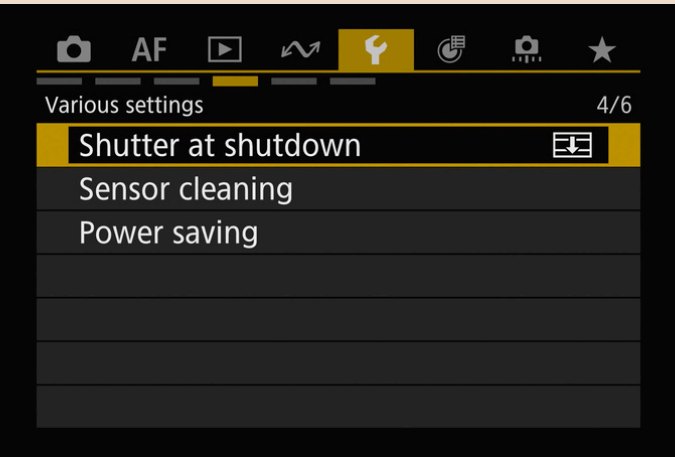 AF
Various settings 4/6
Shutter at shutdown
Sensor cleaning
Power saving